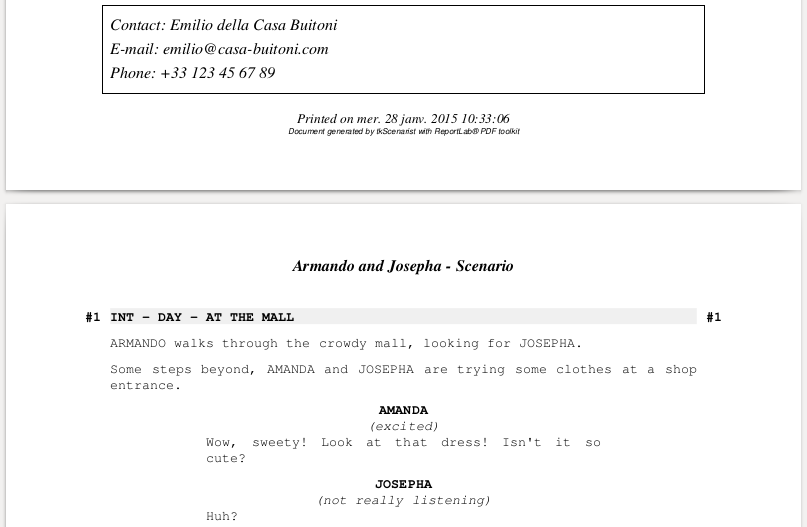 Contact: Emilio della Casa Buitoni
E-mail: emilio@casa-buitoni.com
Phone: +33 123 45 67 89
Printed on mer. 28 janv. 2015 10:33:06
Document generated by tkScenarist with ReportLab® PDF toolkit
Armando and Josepha - Scenario
#1 INT – DAY – AT THE MALL #1
ARMANDO walks through the crowdy mall, looking for JOSEPHA.
Some steps beyond, AMANDA and JOSEPHA are trying some clothes at a shop
entrance.
AMANDA
(excited)
Wow, sweety! Look at that dress! Isn't it so
cute?
JOSEPHA
(not really listening)
Huh?